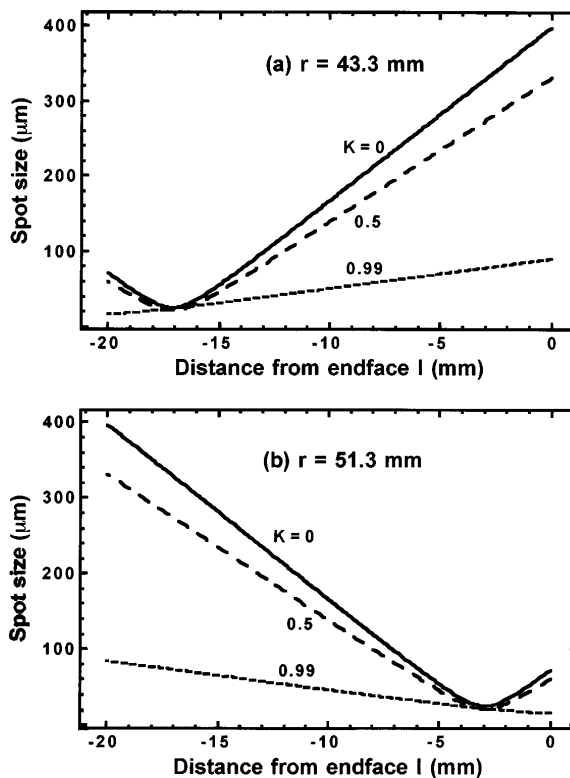 400
(a) r = 43.3 mm
300
K = 0
200
0.5
100
0.99
Spot size (μm)
-20 -15 -10 -5 0
Distance from endface l (mm)
400
(b) r = 51.3 mm
300
K = 0
200
0.5
100
0.99
Spot size (μm)
-20 -15 -10 -5 0
Distance from endface l (mm)